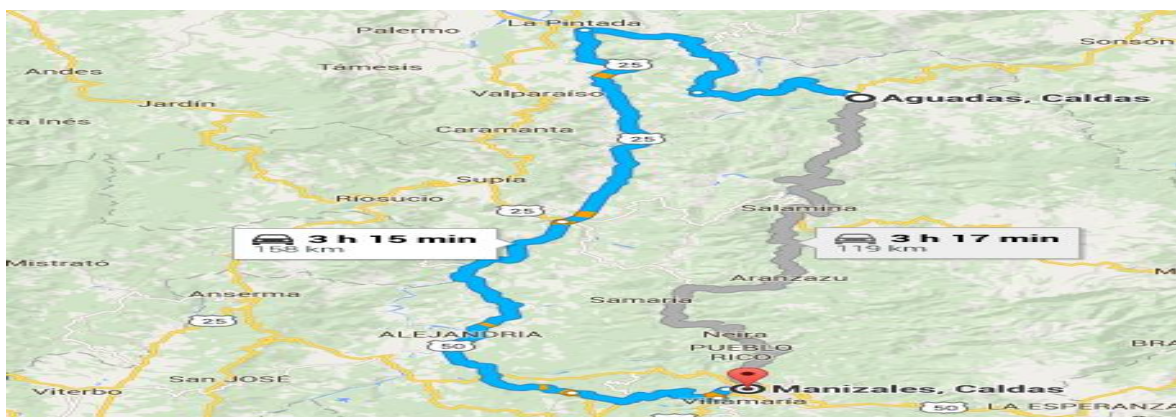 La Pintada
Palermo
Sonsón
Andes
Támesis
25
Valparaíso
Aguadas, Caldas
Jardín
ta Inés
Caramanta
25
Supía
Ríosucio
25
Salamina
3 h 15 min
158 km
3 h 17 min
119 km
Mistrató
Aranzazu
M
Anserma
Samaria
25
ALEJANDRIA
Neira
50
PUEBLO
RICO
BRA
San JOSE
Viterbo
Manizales, Caldas
Villamaría
50
LA ESPERANZA